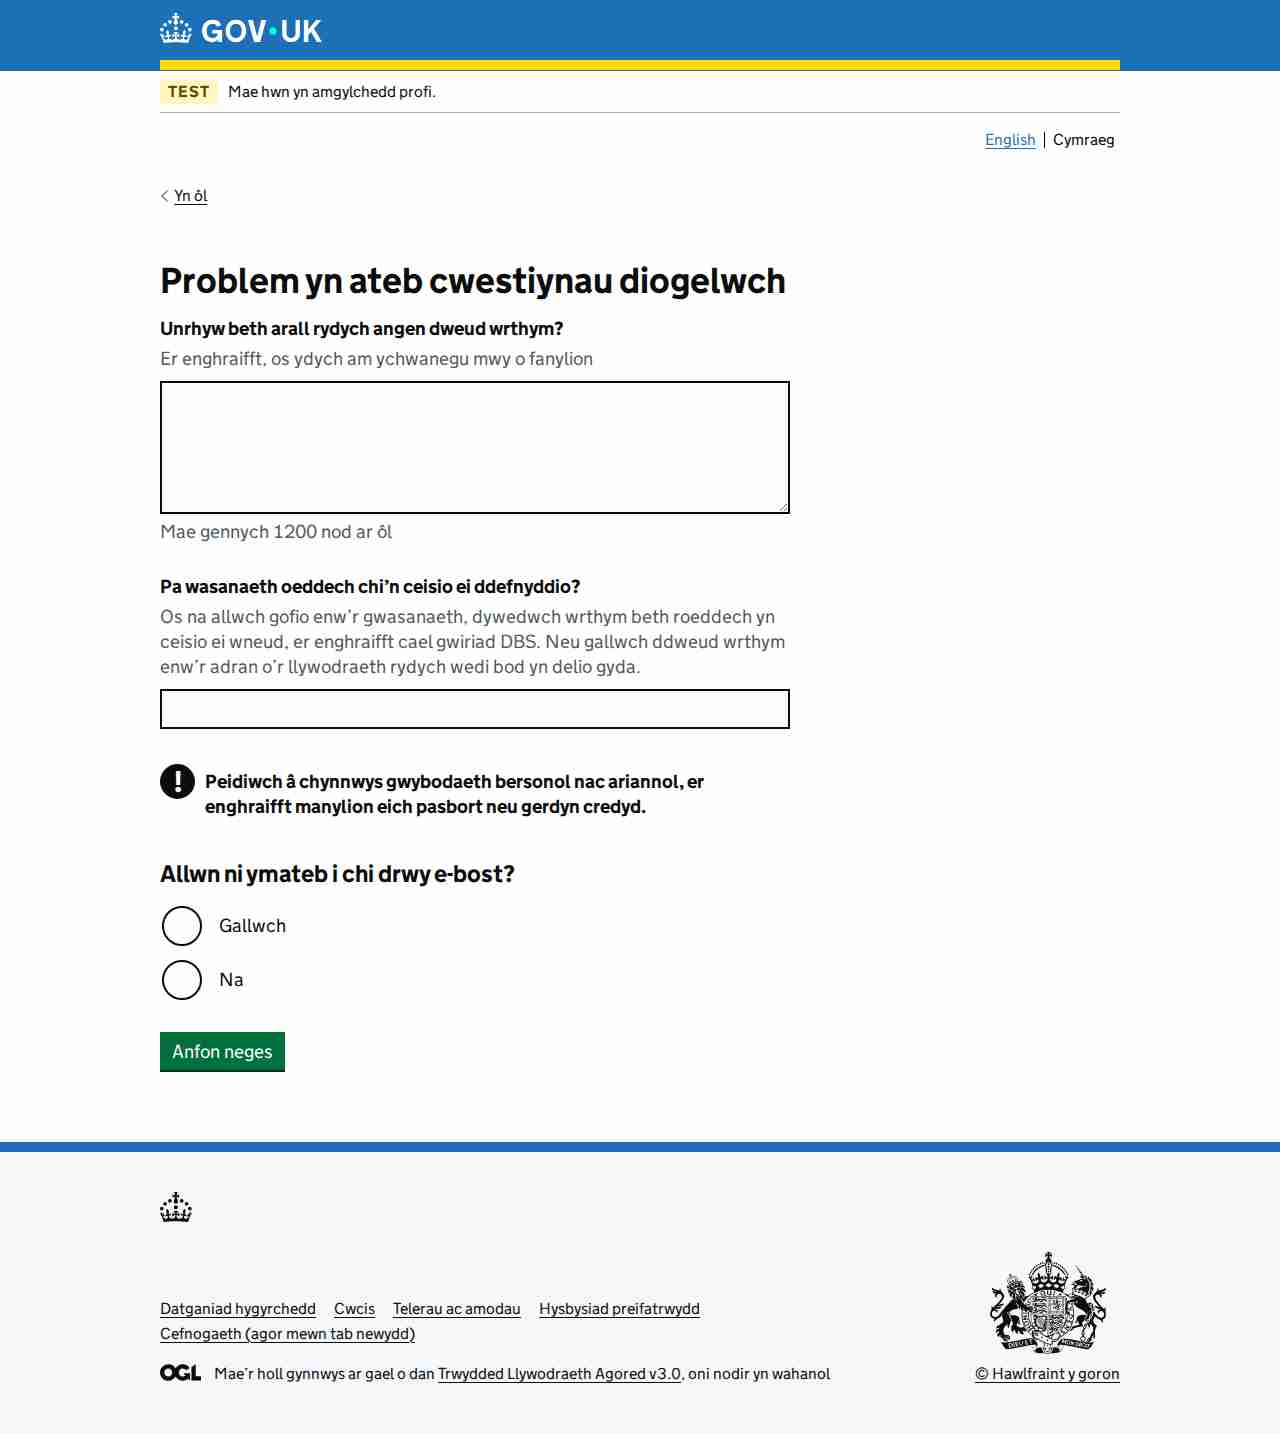 GOV·UK
TEST Mae hwn yn amgylchedd profi.
English | Cymraeg
Yn ôl
Problem yn ateb cwestiynau diogelwch
Unrhyw beth arall rydych angen dweud wrthym?
Er enghraifft, os ydych am ychwanegu mwy o fanylion
Mae gennych 1200 nod ar ôl
Pa wasanaeth oeddech chi’n ceisio ei ddefnyddio?
Os na allwch gofio enw’r gwasanaeth, dywedwch wrthym beth roeddech yn
ceisio ei wneud, er enghraifft cael gwiriad DBS. Neu gallwch ddweud wrthym
enw’r adran o’r llywodraeth rydych wedi bod yn delio gyda.
! Peidiwch â chynnwys gwybodaeth bersonol nac ariannol, er
enghraifft manylion eich pasbort neu gerdyn credyd.
Allwn ni ymateb i chi drwy e-bost?
Gallwch
Na
Anfon neges
Datganiad hygyrchedd Cwcis Telerau ac amodau Hysbysiad preifatrwydd
Cefnogaeth (agor mewn tab newydd)
OGL Mae’r holl gynnwys ar gael o dan Trwydded Llywodraeth Agored v3.0, oni nodir yn wahanol
© Hawlfraint y goron